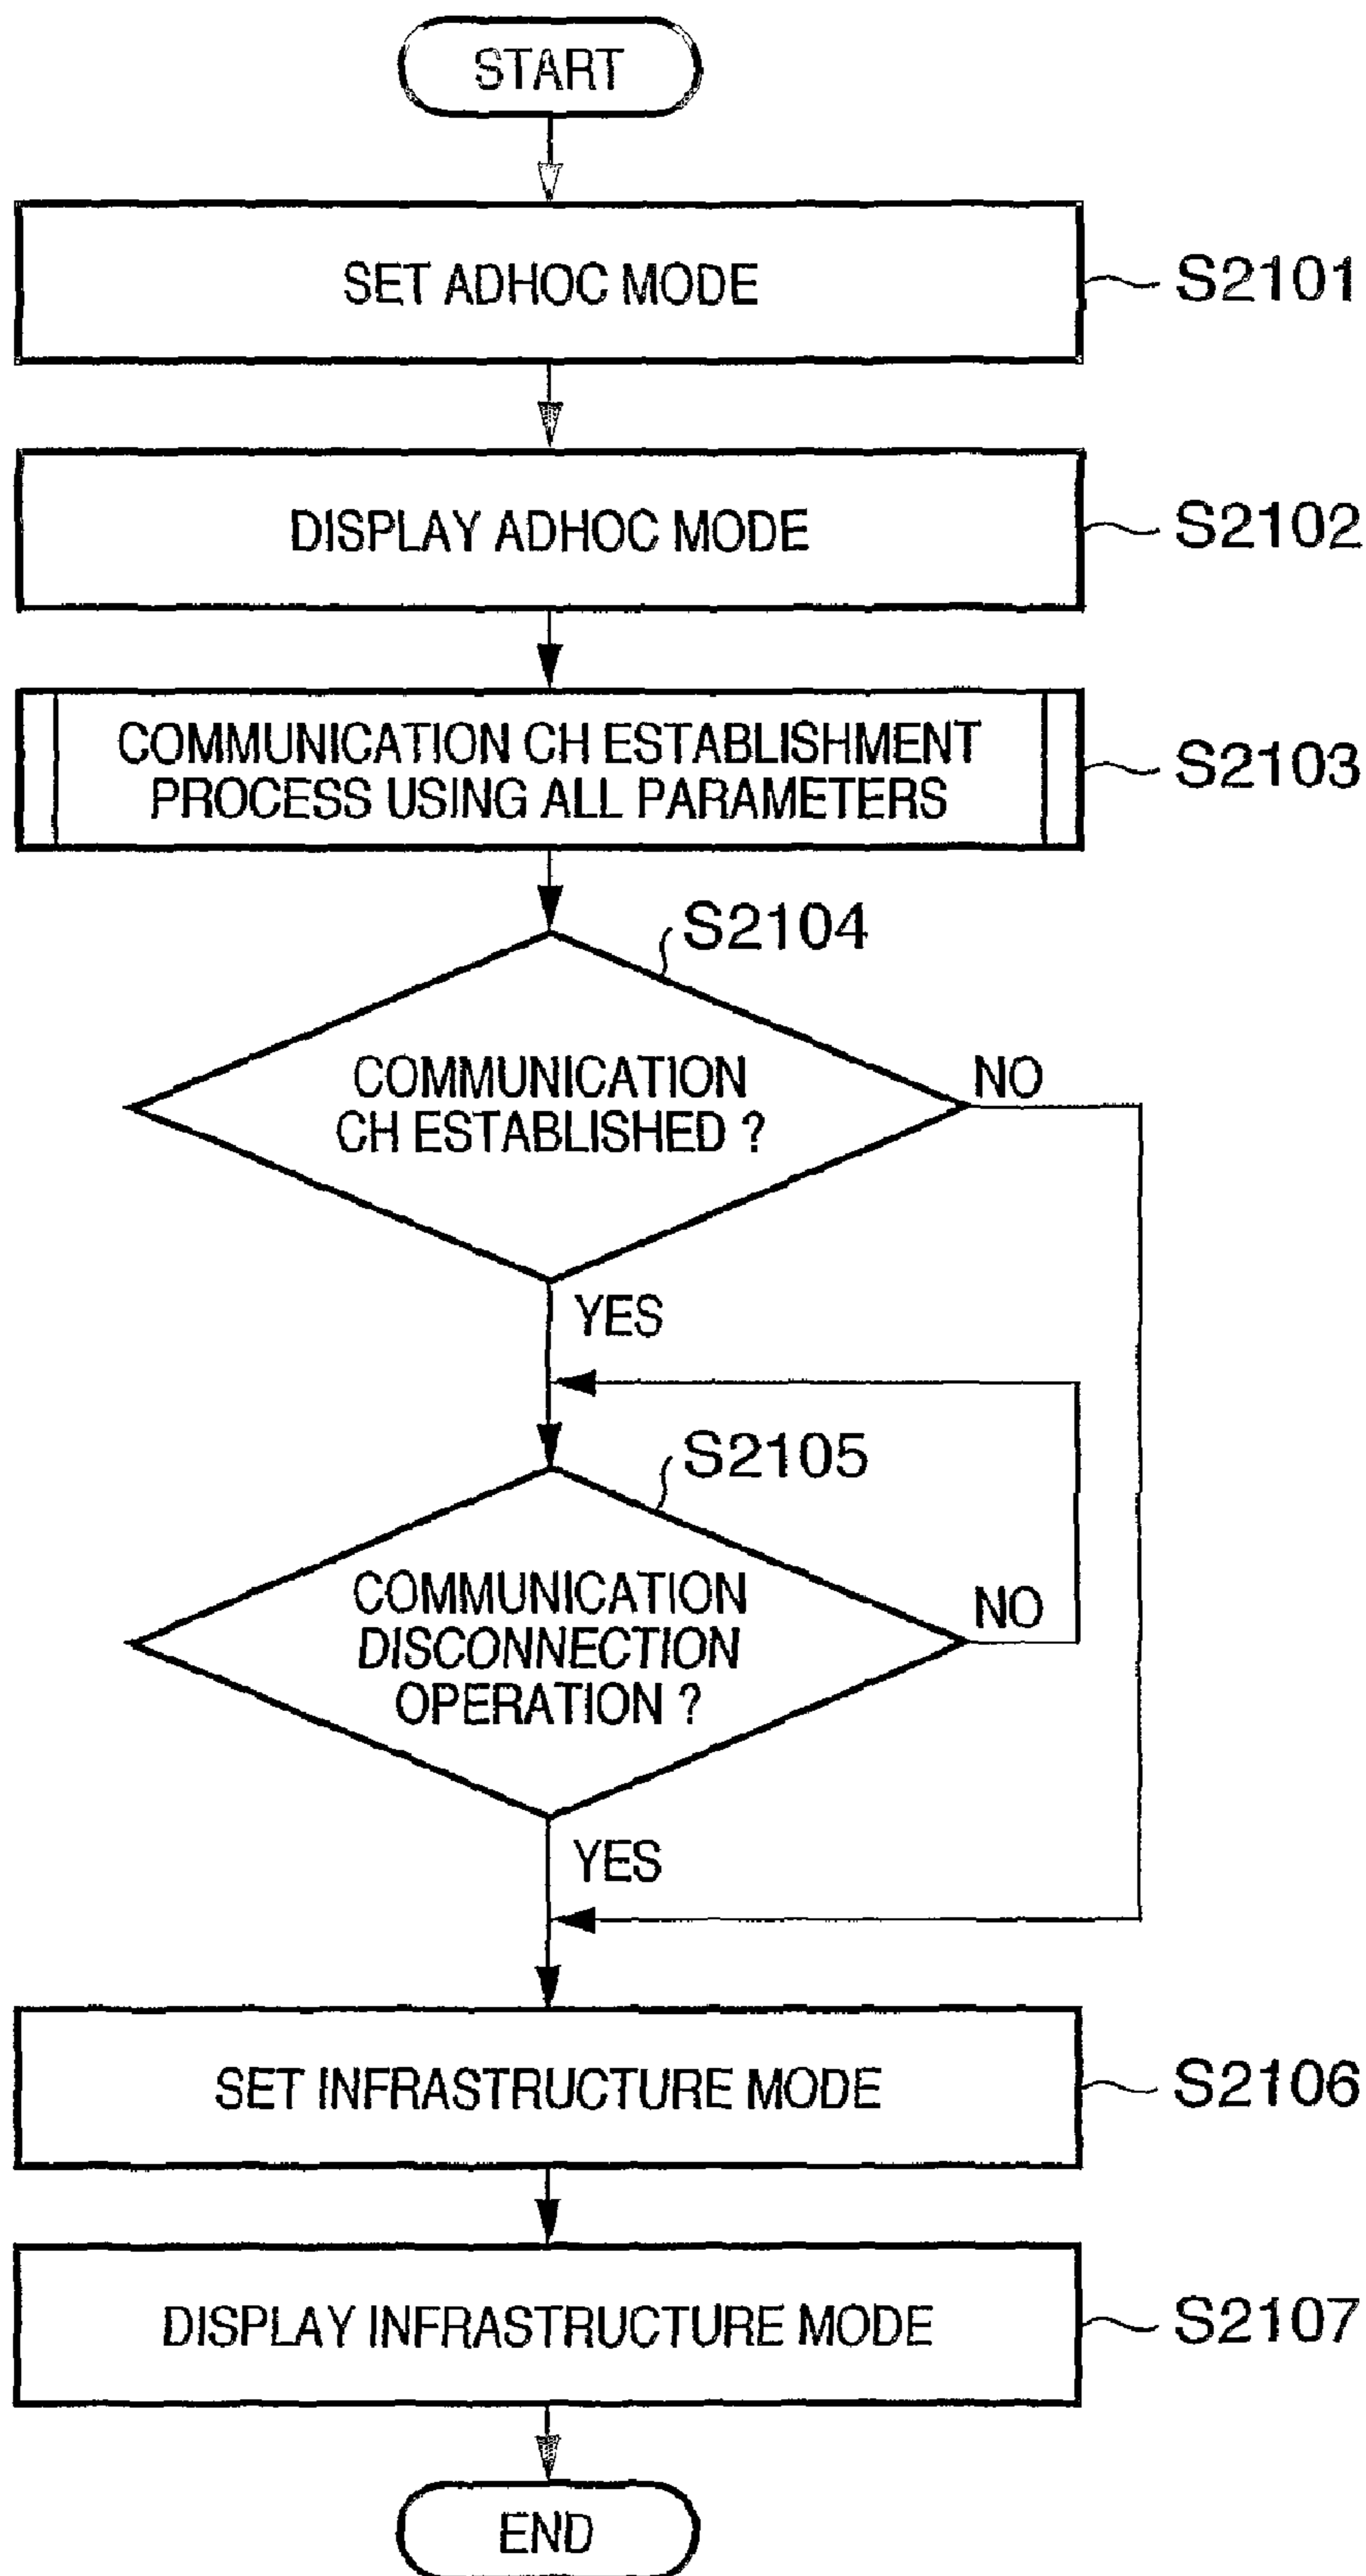 START
SET ADHOC MODE
S2101
DISPLAY ADHOC MODE
S2102
COMMUNICATION CH ESTABLISHMENT
PROCESS USING ALL PARAMETERS
S2103
S2104
COMMUNICATION
CH ESTABLISHED ?
NO
YES
S2105
COMMUNICATION
DISCONNECTION
OPERATION ?
NO
YES
SET INFRASTRUCTURE MODE
S2106
DISPLAY INFRASTRUCTURE MODE
S2107
END